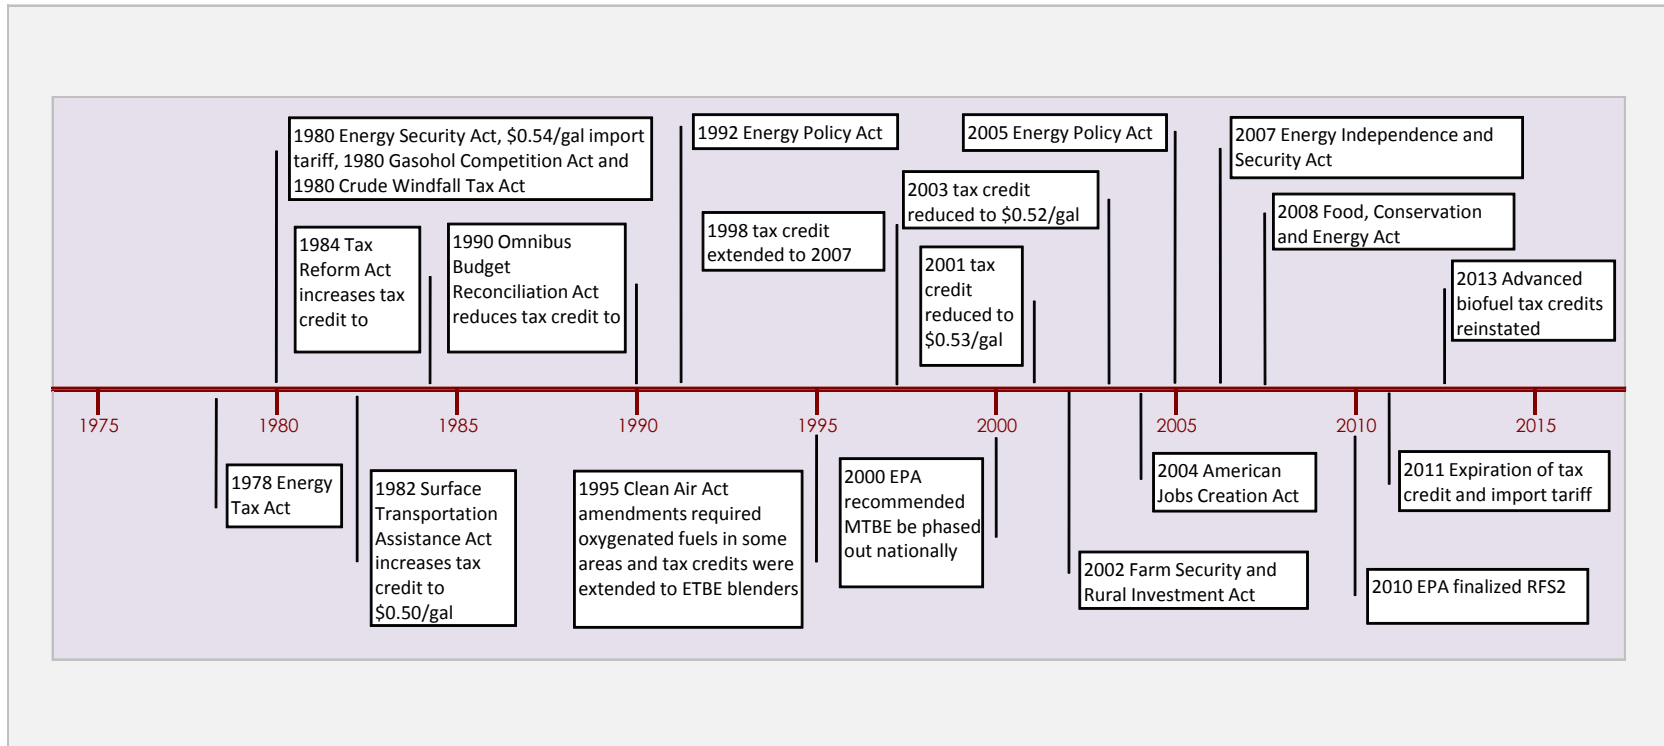 1980 Energy Security Act, $0.54/gal import
tariff, 1980 Gasohol Competition Act and
1980 Crude Windfall Tax Act
1992 Energy Policy Act
2005 Energy Policy Act
2007 Energy Independence and
Security Act
2003 tax credit
reduced to $0.52/gal
2008 Food, Conservation
and Energy Act
1998 tax credit
extended to 2007
1984 Tax
Reform Act
increases tax
credit to
1990 Omnibus
Budget
Reconciliation Act
reduces tax credit to
2001 tax
credit
reduced to
$0.53/gal
2013 Advanced
biofuel tax credits
reinstated
1975
1980
1985
1990
1995
2000
2005
2010
2015
1978 Energy
Tax Act
1982 Surface
Transportation
Assistance Act
increases tax
credit to
$0.50/gal
1995 Clean Air Act
amendments required
oxygenated fuels in some
areas and tax credits were
extended to ETBE blenders
2000 EPA
recommended
MTBE be phased
out nationally
2004 American
Jobs Creation Act
2011 Expiration of tax
credit and import tariff
2002 Farm Security and
Rural Investment Act
2010 EPA finalized RFS2